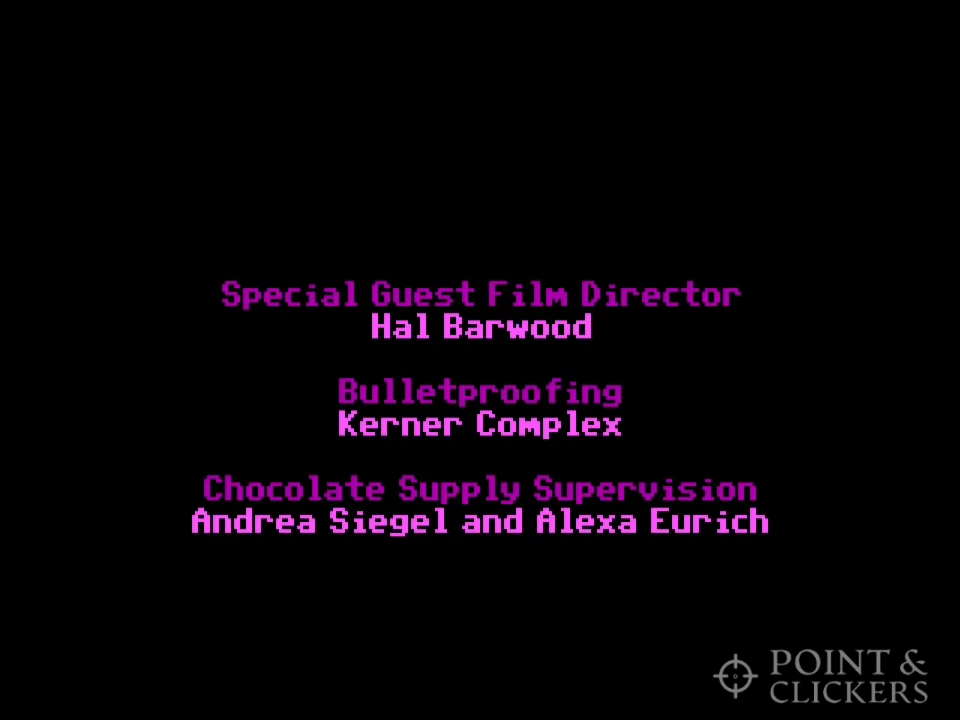 Special Guest Film Director
Hal Barwood
Bulletproofing
Kerner Complex
Chocolate Supply Supervision
Andrea Siegel and Alexa Eurich
POINT &
CLICKERS